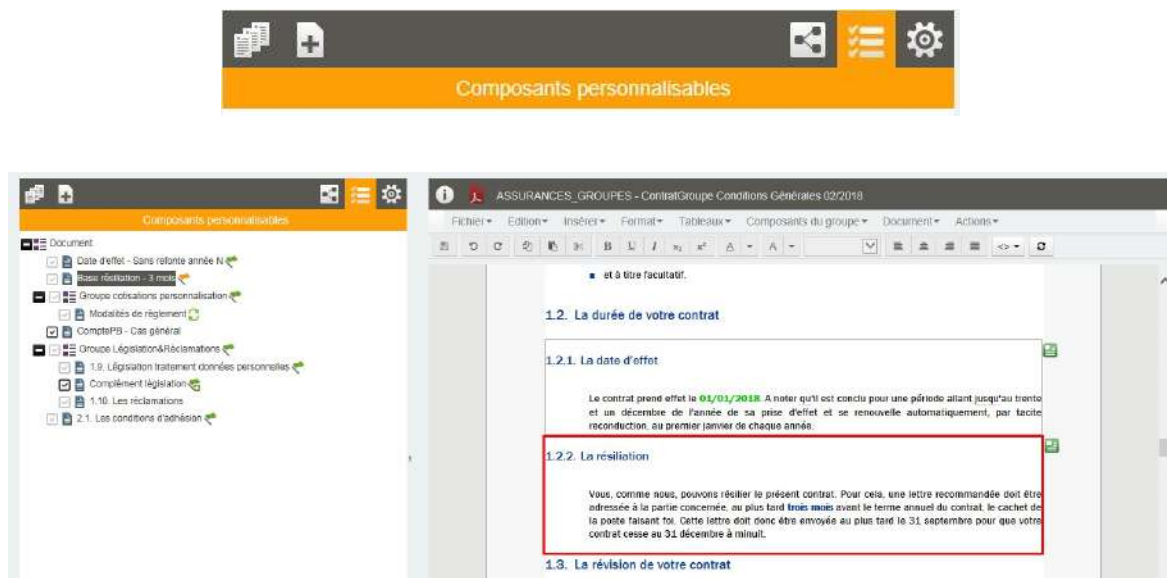 Composants personnalisables
Composants personnalisables
Document
Date d'effet - Sans refonte année N
Base résiliation - 3 mois
Groupe cotisations personnalisation
Modalités de règlement
ComptePB - Cas général
Groupe Législation&Réclamations
1.9. Législation traitement données personnelles
Complément législation
1.10. Les réclamations
2.1. Les conditions d'adhésion
ASSURANCES_GROUPES - ContratGroupe Conditions Générales 02/2018
Fichier Edition Insérer Format Tableaux Composants du groupe Document Actions
B U I x₂ x² A A
et à titre facultatif.
1.2. La durée de votre contrat
1.2.1. La date d'effet
Le contrat prend effet le 01/01/2018. A noter qu'il est conclu pour une période allant jusqu'au trente
et un décembre de l'année de sa prise d'effet et se renouvelle automatiquement, par tacite
reconduction, au premier janvier de chaque année.
1.2.2. La résiliation
Vous, comme nous, pouvons résilier le présent contrat. Pour cela, une lettre recommandée doit être
adressée à la partie concernée, au plus tard trois mois avant le terme annuel du contrat, le cachet de
la poste faisant foi. Cette lettre doit donc être envoyée au plus tard le 31 septembre pour que votre
contrat cesse au 31 décembre à minuit.
1.3. La révision de votre contrat